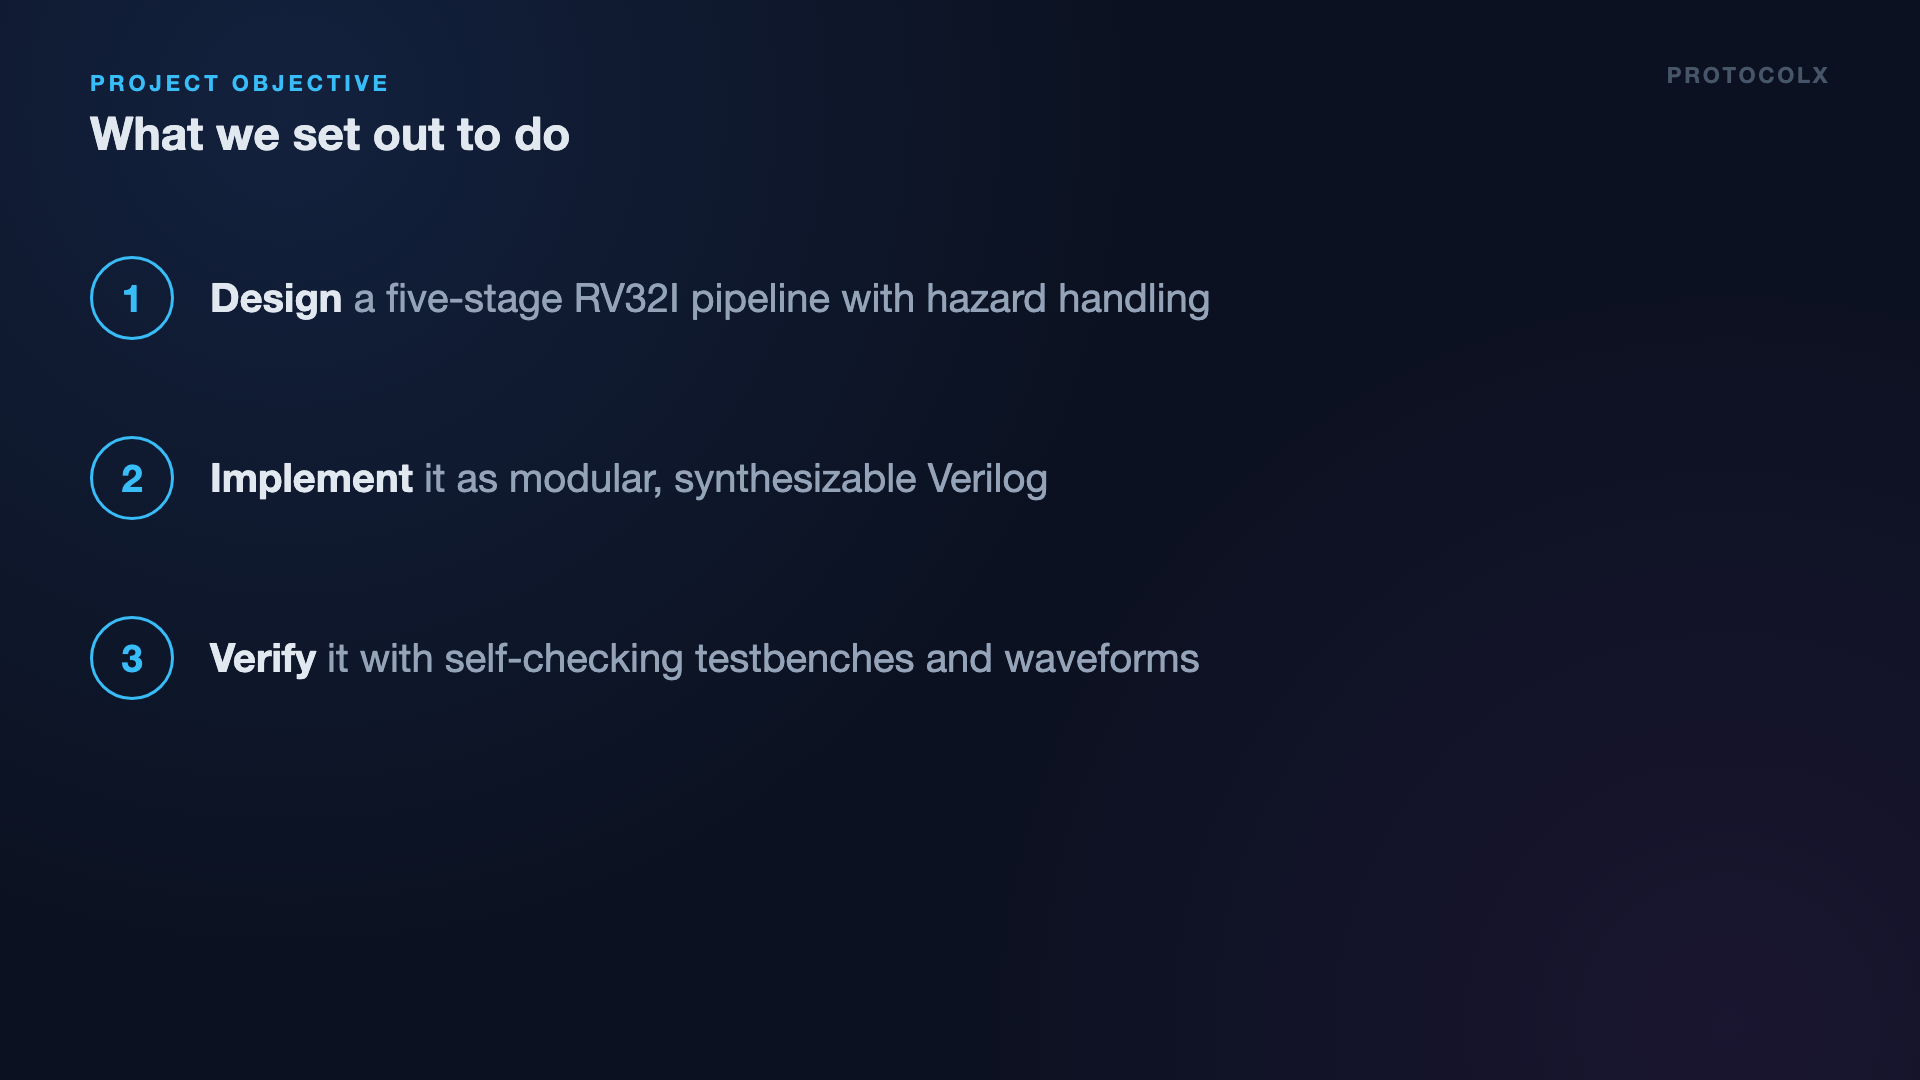 PROJECT OBJECTIVE
PROTOCOLX
What we set out to do
1
Design a five-stage RV32I pipeline with hazard handling
2
Implement it as modular, synthesizable Verilog
3
Verify it with self-checking testbenches and waveforms